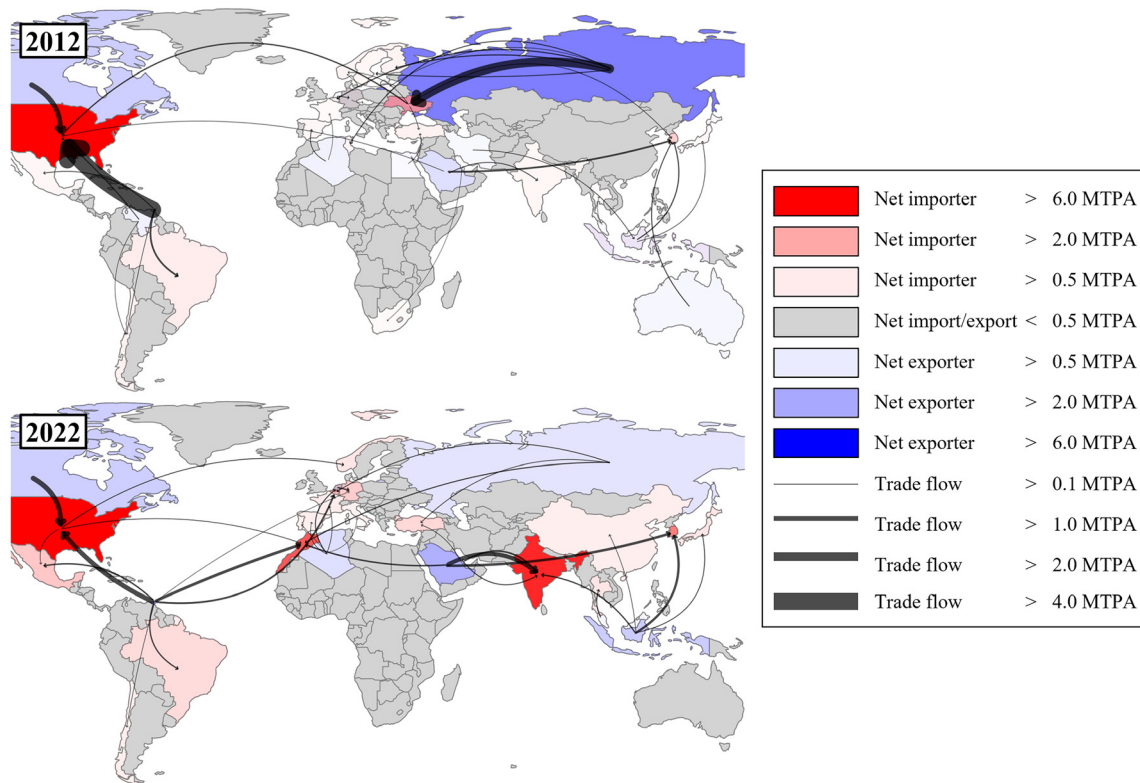 2012
2022
Net importer > 6.0 MTPA
Net importer > 2.0 MTPA
Net importer > 0.5 MTPA
Net import/export < 0.5 MTPA
Net exporter > 0.5 MTPA
Net exporter > 2.0 MTPA
Net exporter > 6.0 MTPA
Trade flow > 0.1 MTPA
Trade flow > 1.0 MTPA
Trade flow > 2.0 MTPA
Trade flow > 4.0 MTPA